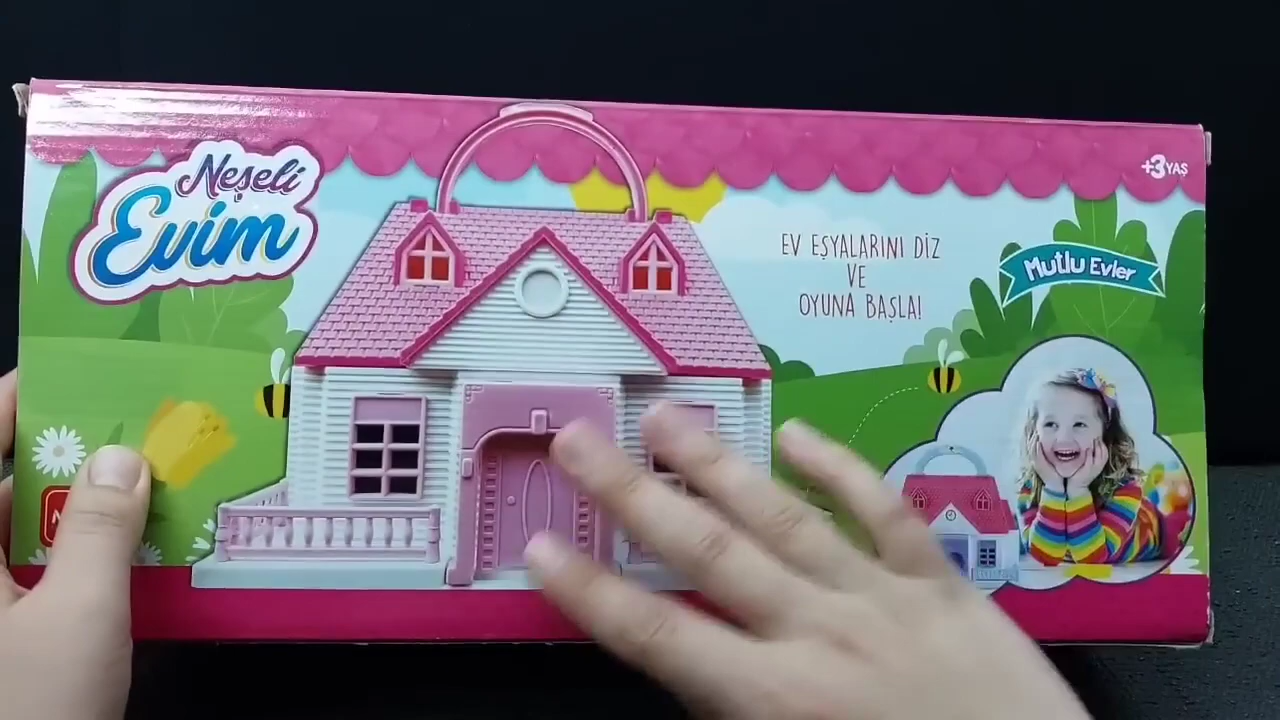 Neşeli
Evim
+3 YAŞ
EV EŞYALARINI DİZ
VE
OYUNA BAŞLA!
Mutlu Evler